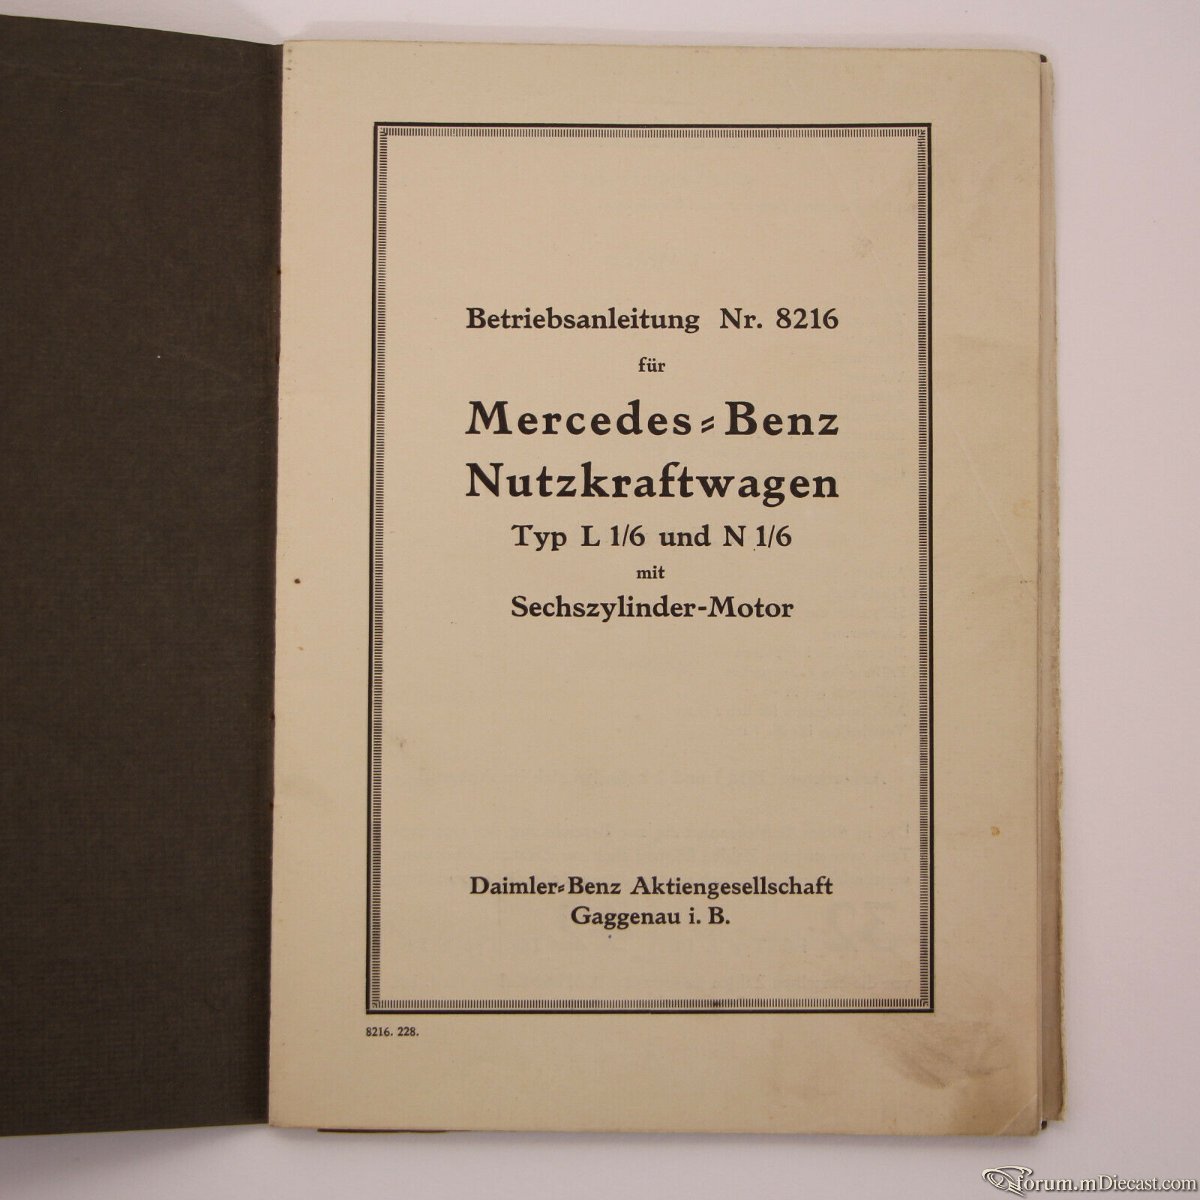 Betriebsanleitung Nr. 8216
für
Mercedes-Benz
Nutzkraftwagen
Typ L 1/6 und N 1/6
mit
Sechszylinder-Motor
Daimler-Benz Aktiengesellschaft
Gaggenau i. B.
8216. 228.
forum.mDiecast.com